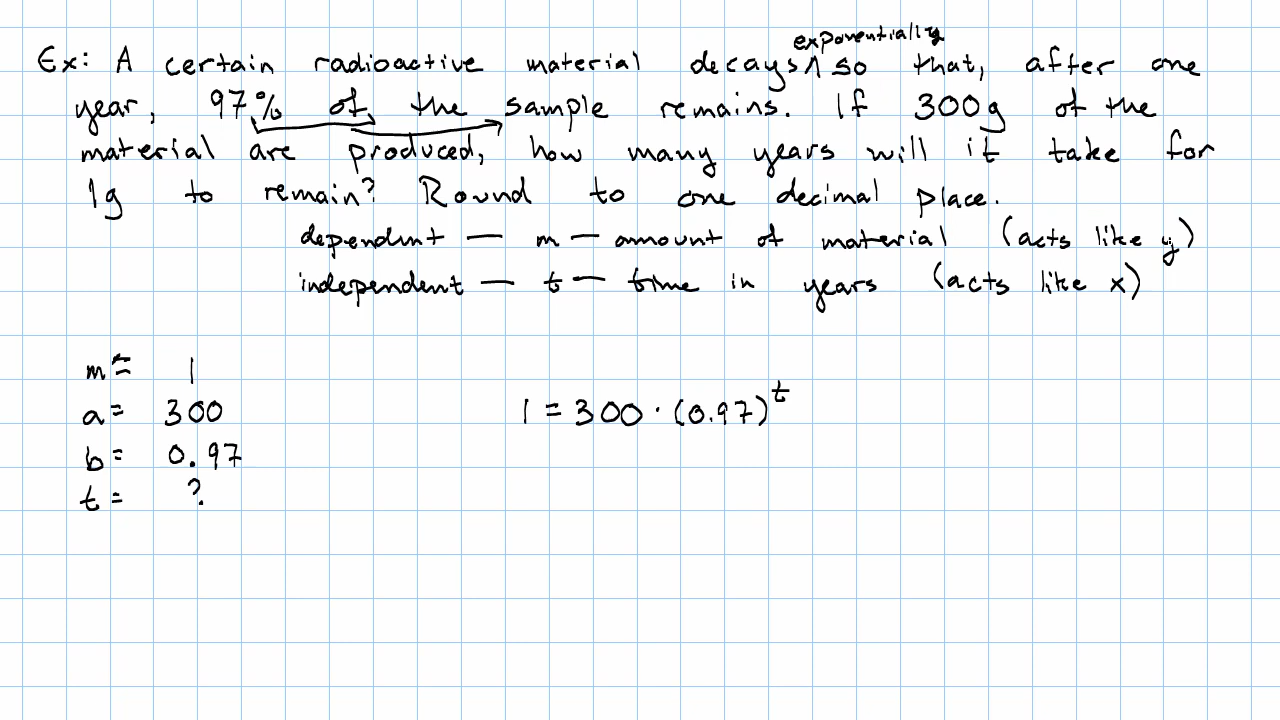 Ex: A certain radioactive material decays ^ exponentially so that, after one
year, 97% of the sample remains. If 300g of the
material are produced, how many years will it take for
1g to remain? Round to one decimal place.
dependent — m — amount of material (acts like y)
independent — t — time in years (acts like x)
m = 1
a = 300
b = 0.97
t = ?
1 = 300 · (0.97)^t